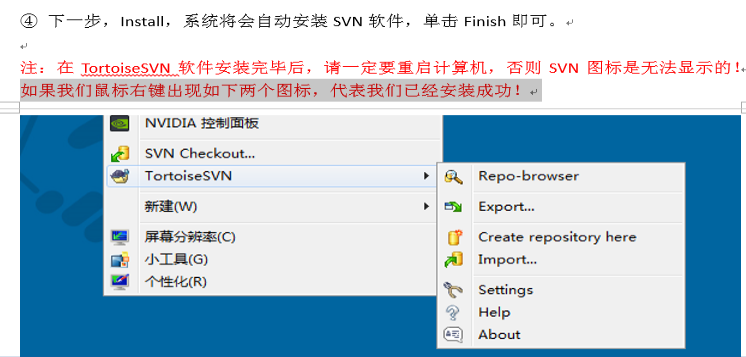 ④ 下一步，Install，系统将会自动安装 SVN 软件，单击 Finish 即可。
注：在 TortoiseSVN 软件安装完毕后，请一定要重启计算机，否则 SVN 图标是无法显示的！
如果我们鼠标右键出现如下两个图标，代表我们已经安装成功！
NVIDIA 控制面板
SVN Checkout...
TortoiseSVN
新建(W)
屏幕分辨率(C)
小工具(G)
个性化(R)
Repo-browser
Export...
Create repository here
Import...
Settings
Help
About